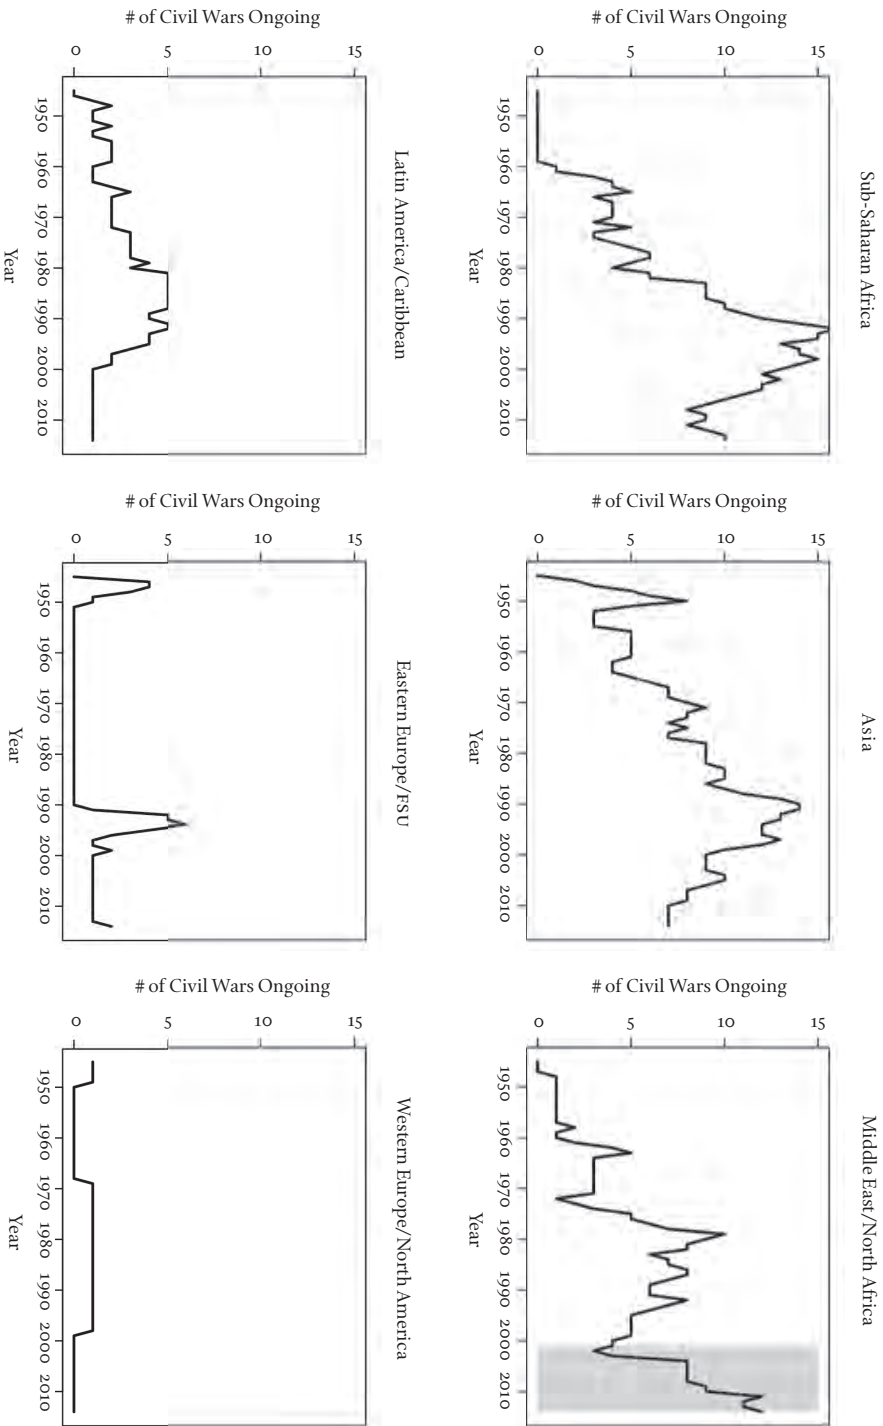 Sub-Saharan Africa
# of Civil Wars Ongoing
0 5 10 15
1950 1960 1970 1980 1990 2000 2010
Year
Asia
# of Civil Wars Ongoing
0 5 10 15
1950 1960 1970 1980 1990 2000 2010
Year
Middle East/North Africa
# of Civil Wars Ongoing
0 5 10 15
1950 1960 1970 1980 1990 2000 2010
Year
Latin America/Caribbean
# of Civil Wars Ongoing
0 5 10 15
1950 1960 1970 1980 1990 2000 2010
Year
Eastern Europe/FSU
# of Civil Wars Ongoing
0 5 10 15
1950 1960 1970 1980 1990 2000 2010
Year
Western Europe/North America
# of Civil Wars Ongoing
0 5 10 15
1950 1960 1970 1980 1990 2000 2010
Year